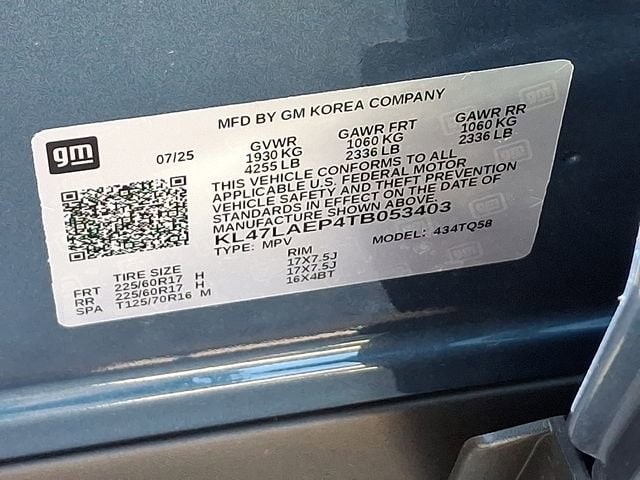 MFD BY GM KOREA COMPANY
gm
07/25
GVWR GAWR FRT GAWR RR
1930 KG 1060 KG 1060 KG
4255 LB 2336 LB 2336 LB
THIS VEHICLE CONFORMS TO ALL
APPLICABLE U.S. FEDERAL MOTOR
VEHICLE SAFETY AND THEFT PREVENTION
STANDARDS IN EFFECT ON THE DATE OF
MANUFACTURE SHOWN ABOVE.
KL47LAEP4TB053403
TYPE: MPV MODEL: 434TQ58
TIRE SIZE RIM
FRT 225/60R17 H 17X7.5J
RR 225/60R17 H 17X7.5J
SPA T125/70R16 M 16X4BT